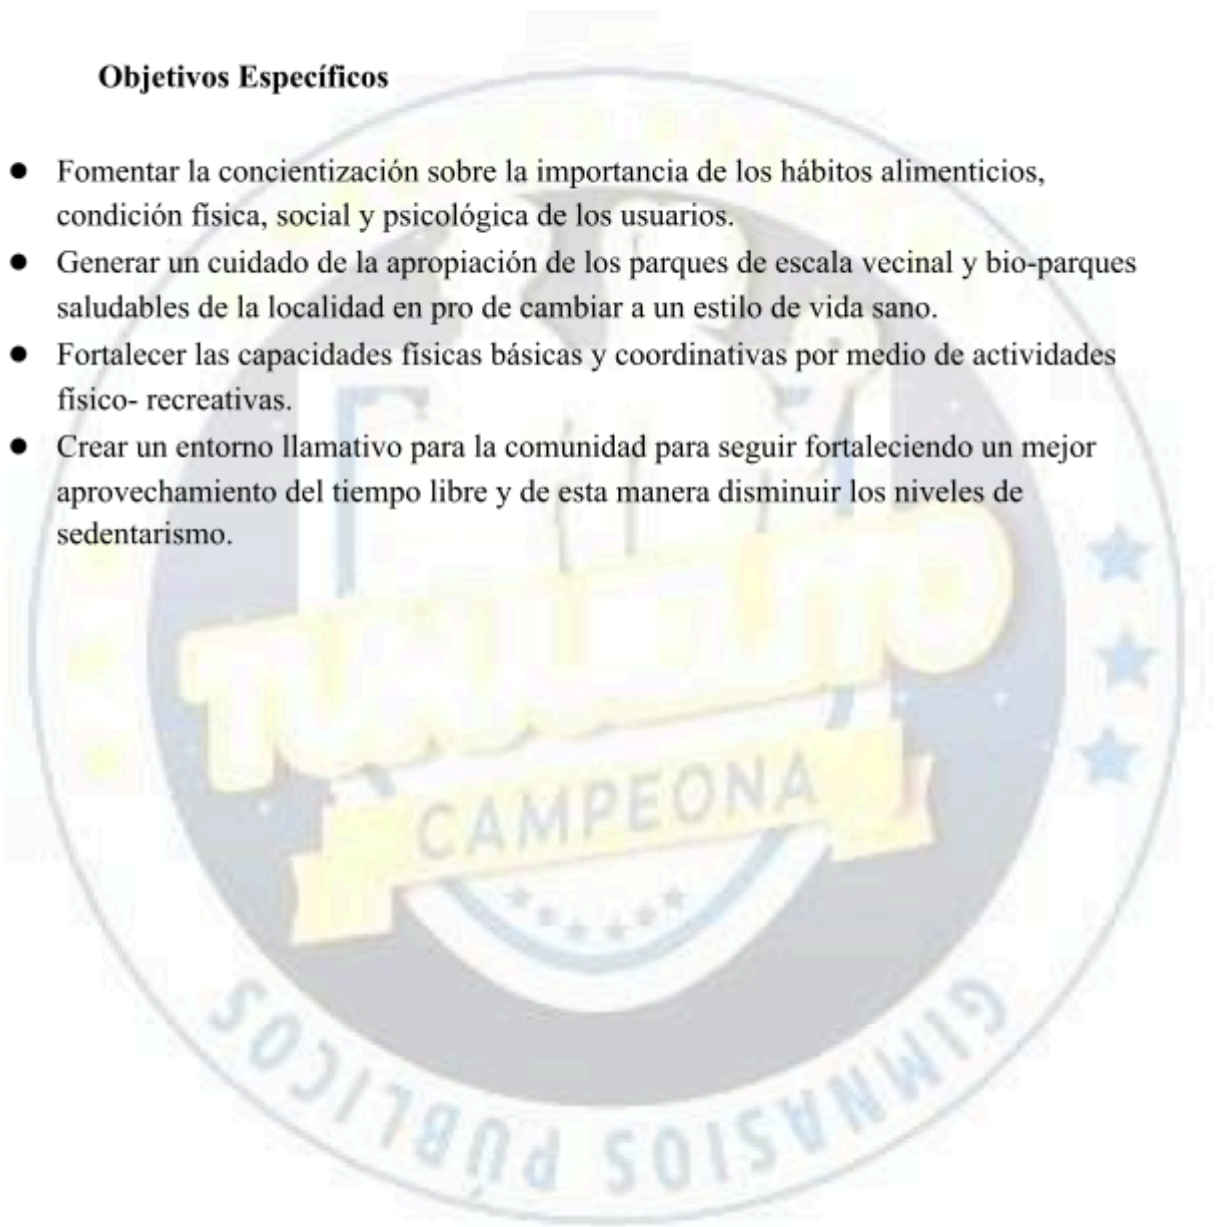 Objetivos Específicos
● Fomentar la concientización sobre la importancia de los hábitos alimenticios,
condición física, social y psicológica de los usuarios.
● Generar un cuidado de la apropiación de los parques de escala vecinal y bio-parques
saludables de la localidad en pro de cambiar a un estilo de vida sano.
● Fortalecer las capacidades físicas básicas y coordinativas por medio de actividades
físico- recreativas.
● Crear un entorno llamativo para la comunidad para seguir fortaleciendo un mejor
aprovechamiento del tiempo libre y de esta manera disminuir los niveles de
sedentarismo.
TUNJUELITO
CAMPEONA
GIMNASIOS PÚBLICOS